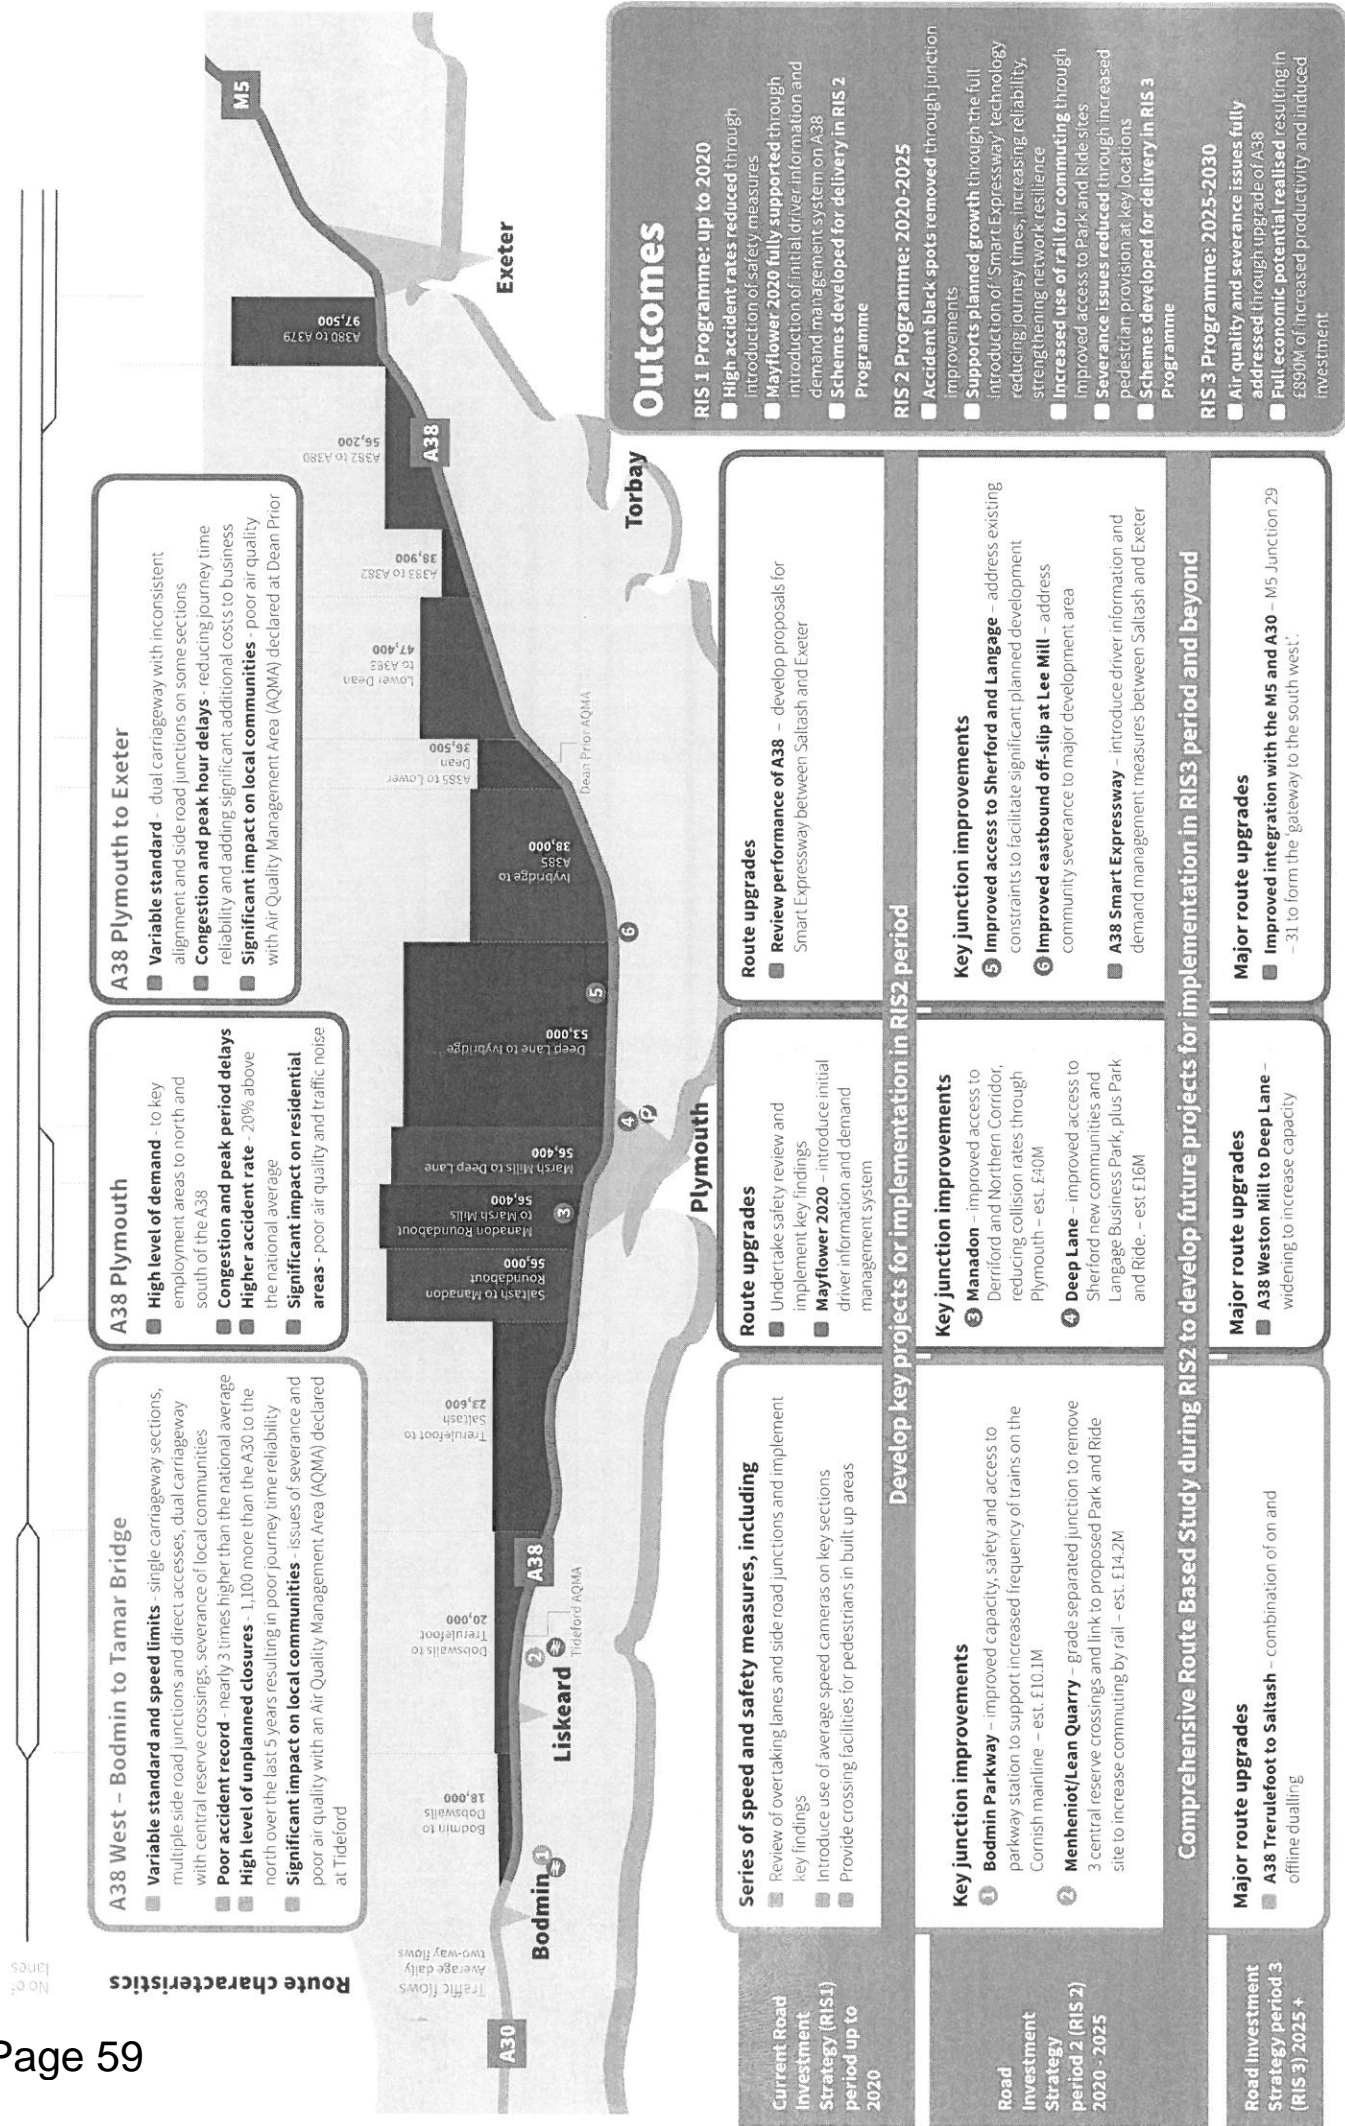 Page 59
No of
lanes
Route characteristics
A38 West – Bodmin to Tamar Bridge
Variable standard and speed limits - single carriageway sections,
multiple side road junctions and direct accesses, dual carriageway
with central reserve crossings, severance of local communities
Poor accident record - nearly 3 times higher than the national average
High level of unplanned closures - 1,100 more than the A30 to the
north over the last 5 years resulting in poor journey time reliability
Significant impact on local communities - issues of severance and
poor air quality with an Air Quality Management Area (AQMA) declared
at Tideford
A38 Plymouth
High level of demand - to key
employment areas to north and
south of the A38
Congestion and peak period delays
Higher accident rate - 20% above
the national average
Significant impact on residential
areas - poor air quality and traffic noise
A38 Plymouth to Exeter
Variable standard - dual carriageway with inconsistent
alignment and side road junctions on some sections
Congestion and peak hour delays - reducing journey time
reliability and adding significant additional costs to business
Significant impact on local communities - poor air quality
with Air Quality Management Area (AQMA) declared at Dean Prior
Traffic flows
Average daily
two-way flows
Bodmin to
Dobswalls
18,000
Dobswalls to
Trerulefoot
20,000
Trerulefoot to
Saltash
23,600
Saltash to Manadon
Roundabout
56,000
Manadon Roundabout
to Marsh Mills
56,400
Marsh Mills to Deep Lane
56,400
Deep Lane to Ivybridge
53,000
Ivybridge to
A385
38,000
A385 to Lower
Dean
36,500
Lower Dean
to A383
47,400
A383 to A382
38,900
A382 to A380
56,200
A380 to A379
97,500
A30
Bodmin
1
Liskeard
2
Tideford AQMA
A38
3
4
P
Plymouth
5
6
Dean Prior AQMA
Torbay
A38
Exeter
M5
Current Road
Investment
Strategy (RIS1)
period up to
2020
Series of speed and safety measures, including
Review of overtaking lanes and side road junctions and implement
key findings
Introduce use of average speed cameras on key sections
Provide crossing facilities for pedestrians in built up areas
Route upgrades
Undertake safety review and
implement key findings
Mayflower 2020 – introduce initial
driver information and demand
management system
Route upgrades
Review performance of A38 – develop proposals for
Smart Expressway between Saltash and Exeter
Develop key projects for implementation in RIS2 period
Road
Investment
Strategy
period 2 (RIS 2)
2020 - 2025
Key junction improvements
1 Bodmin Parkway – improved capacity, safety and access to
parkway station to support increased frequency of trains on the
Cornish mainline – est. £10.1M
2 Menheniot/Lean Quarry – grade separated junction to remove
3 central reserve crossings and link to proposed Park and Ride
site to increase commuting by rail – est. £14.2M
Key junction improvements
3 Manadon – improved access to
Derriford and Northern Corridor,
reducing collision rates through
Plymouth – est. £40M
4 Deep Lane – improved access to
Sherford new communities and
Langage Business Park, plus Park
and Ride. – est £16M
Key junction improvements
5 Improved access to Sherford and Langage – address existing
constraints to facilitate significant planned development
6 Improved eastbound off-slip at Lee Mill – address
community severance to major development area
A38 Smart Expressway – introduce driver information and
demand management measures between Saltash and Exeter
Comprehensive Route Based Study during RIS2 to develop future projects for implementation in RIS3 period and beyond
Road Investment
Strategy period 3
(RIS 3) 2025 +
Major route upgrades
A38 Trerulefoot to Saltash – combination of on and
offline dualling
Major route upgrades
A38 Weston Mill to Deep Lane –
widening to increase capacity
Major route upgrades
Improved integration with the M5 and A30 – M5 Junction 29
– 31 to form the 'gateway to the south west'.
Outcomes
RIS 1 Programme: up to 2020
High accident rates reduced through
introduction of safety measures
Mayflower 2020 fully supported through
introduction of initial driver information and
demand management system on A38
Schemes developed for delivery in RIS 2
Programme
RIS 2 Programme: 2020-2025
Accident black spots removed through junction
improvements
Supports planned growth through the full
introduction of 'Smart Expressway' technology
reducing journey times, increasing reliability,
strengthening network resilience
Increased use of rail for commuting through
improved access to Park and Ride sites
Severance issues reduced through increased
pedestrian provision at key locations
Schemes developed for delivery in RIS 3
Programme
RIS 3 Programme: 2025-2030
Air quality and severance issues fully
addressed through upgrade of A38
Full economic potential realised resulting in
£890M of increased productivity and induced
investment